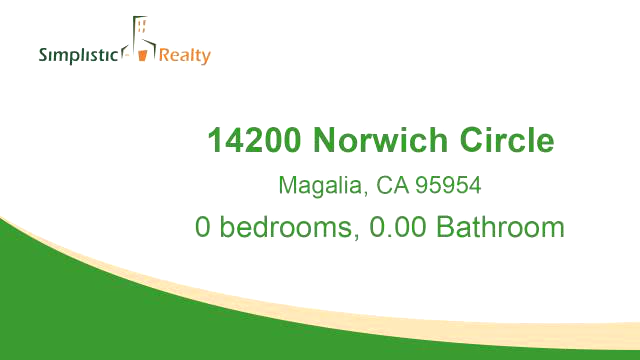 Simplistic Realty
14200 Norwich Circle
Magalia, CA 95954
0 bedrooms, 0.00 Bathroom